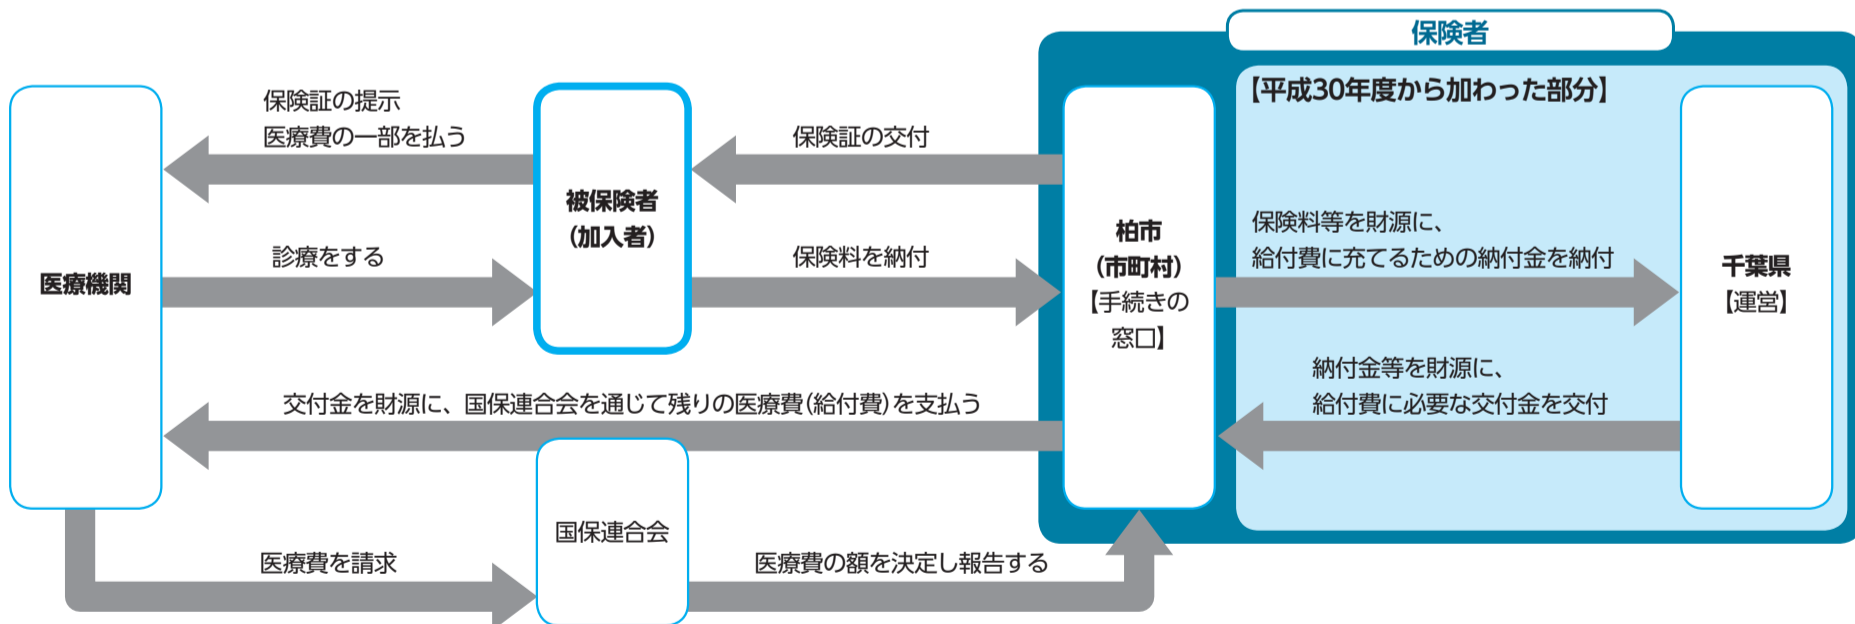 保険者
【平成30年度から加わった部分】
保険証の提示
医療費の一部を払う
保険証の交付
被保険者
（加入者）
診療をする
保険料を納付
医療機関
柏市
（市町村）
【手続きの
窓口】
保険料等を財源に、
給付費に充てるための納付金を納付
千葉県
【運営】
納付金等を財源に、
給付費に必要な交付金を交付
交付金を財源に、国保連合会を通じて残りの医療費（給付費）を支払う
国保連合会
医療費を請求
医療費の額を決定し報告する